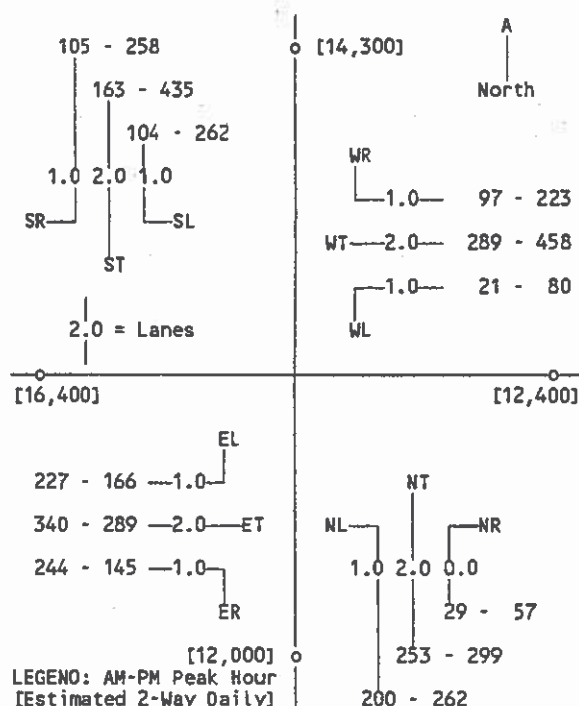 105 - 258
[14,300]
A
163 - 435
North
104 - 262
WR
1.0 2.0 1.0
1.0 97 - 223
SR SL
WT 2.0 289 - 458
ST
1.0 21 - 80
2.0 = Lanes
WL
[16,400] [12,400]
EL
227 - 166 1.0
NT
340 - 289 2.0 ET
NL NR
244 - 145 1.0
1.0 2.0 0.0
ER
29 - 57
[12,000]
253 - 299
LEGENO: AM-PM Peak Hour
[Estimated 2-Way Daily]
200 - 262